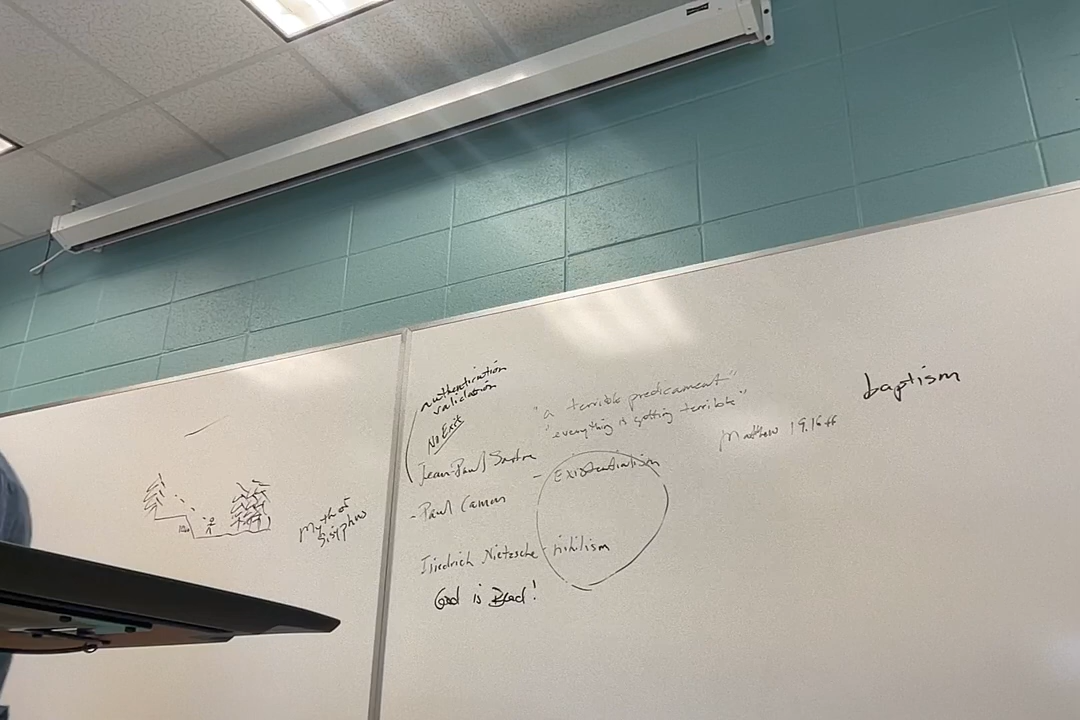 Myth of
Sisyphus
authentication
validation
No Exit
"a terrible predicament"
"everything is getting terrible"
Matthew 19.16 ff
baptism
Jean-Paul Sartre - Existentialism
- Paul Camus
Friedrich Nietzsche - nihilism
God is Dead!